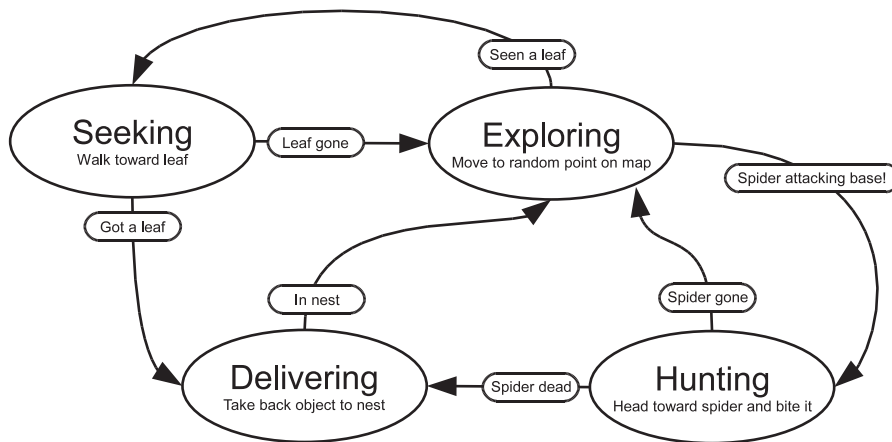 Seen a leaf
Seeking
Walk toward leaf
Leaf gone
Exploring
Move to random point on map
Spider attacking base!
Got a leaf
In nest
Spider gone
Delivering
Take back object to nest
Spider dead
Hunting
Head toward spider and bite it